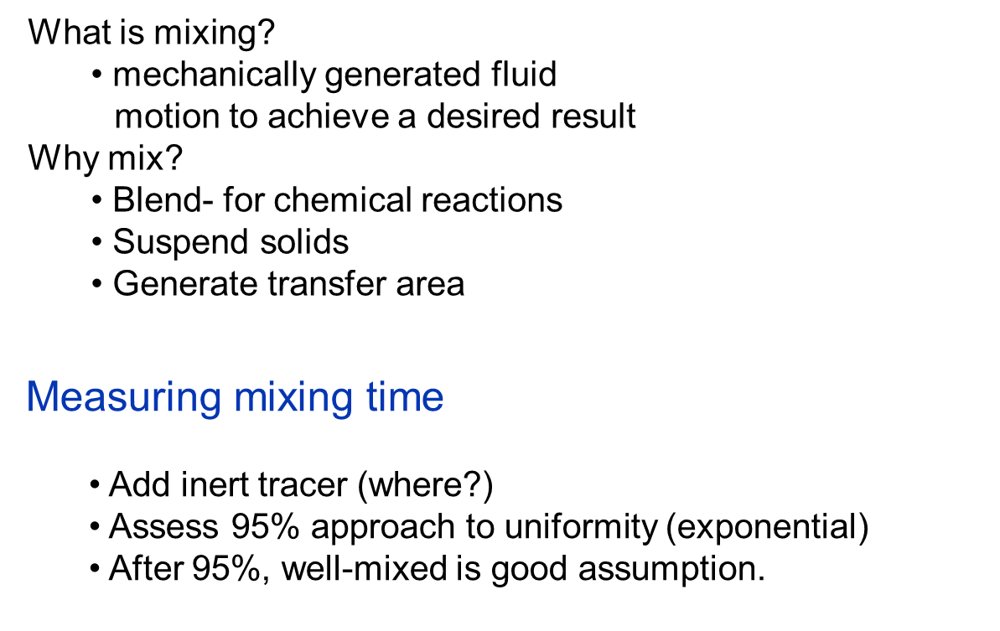 What is mixing?
• mechanically generated fluid
motion to achieve a desired result
Why mix?
• Blend- for chemical reactions
• Suspend solids
• Generate transfer area
Measuring mixing time
• Add inert tracer (where?)
• Assess 95% approach to uniformity (exponential)
• After 95%, well-mixed is good assumption.